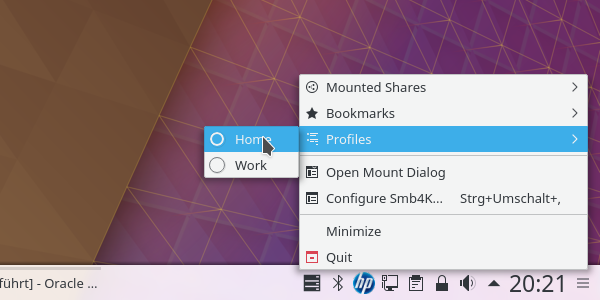 Mounted Shares
Bookmarks
Home
Profiles
Work
Open Mount Dialog
Configure Smb4K... Strg+Umschalt+,
Minimize
Quit
führt] - Oracle ...
hp
20:21